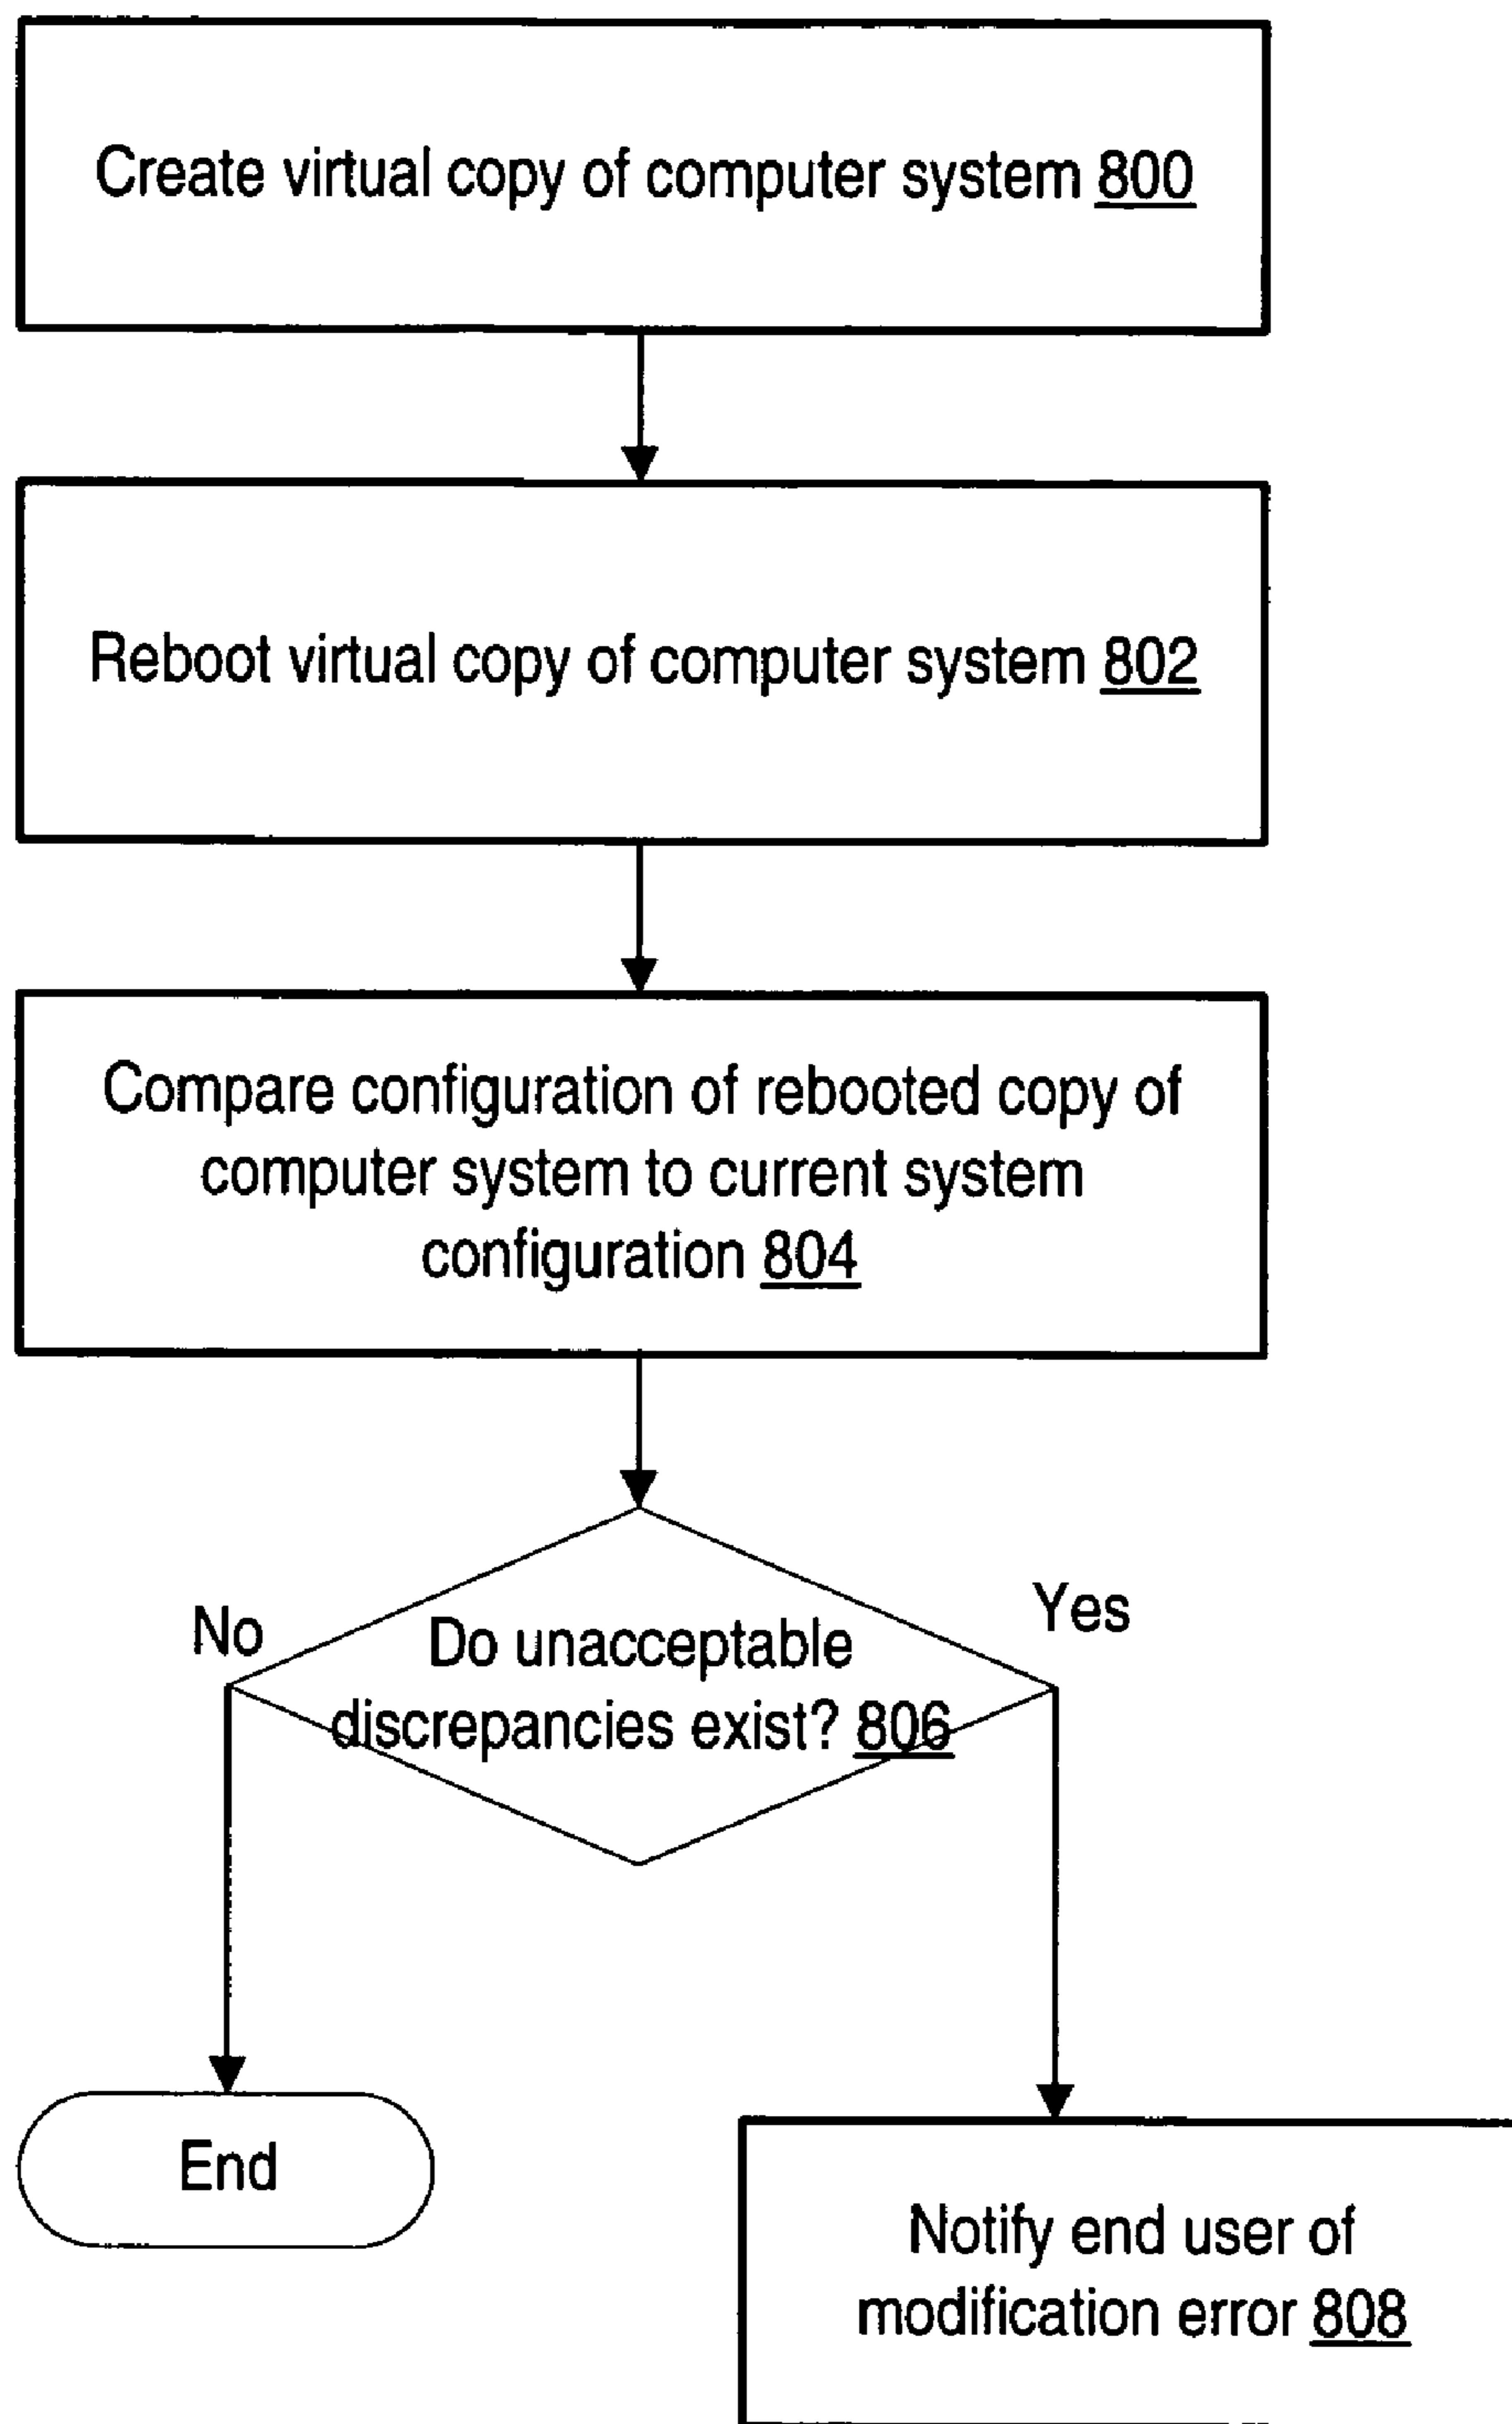 Create virtual copy of computer system 800
Reboot virtual copy of computer system 802
Compare configuration of rebooted copy of
computer system to current system
configuration 804
No
Yes
Do unacceptable
discrepancies exist? 806
End
Notify end user of
modification error 808